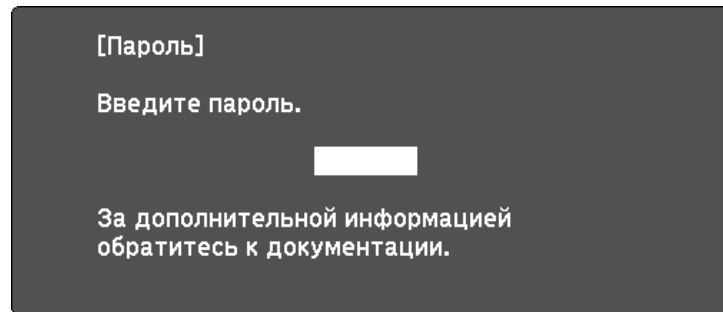 [Пароль]
Введите пароль.
За дополнительной информацией
обратитесь к документации.